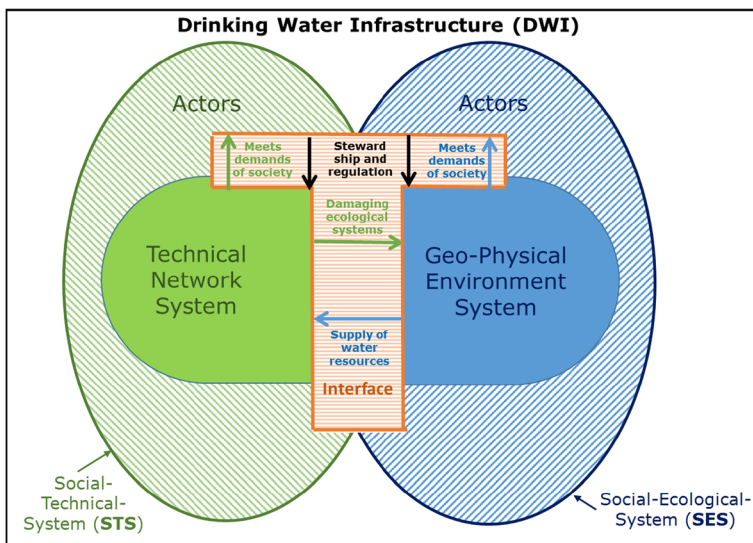 Drinking Water Infrastructure (DWI)
Actors
Actors
Meets
demands
of society
Steward
ship and
regulation
Meets
demands
of society
Damaging
ecological
systems
Technical
Network
System
Geo-Physical
Environment
System
Supply of
water
resources
Interface
Social-
Technical-
System (STS)
Social-Ecological-
System (SES)